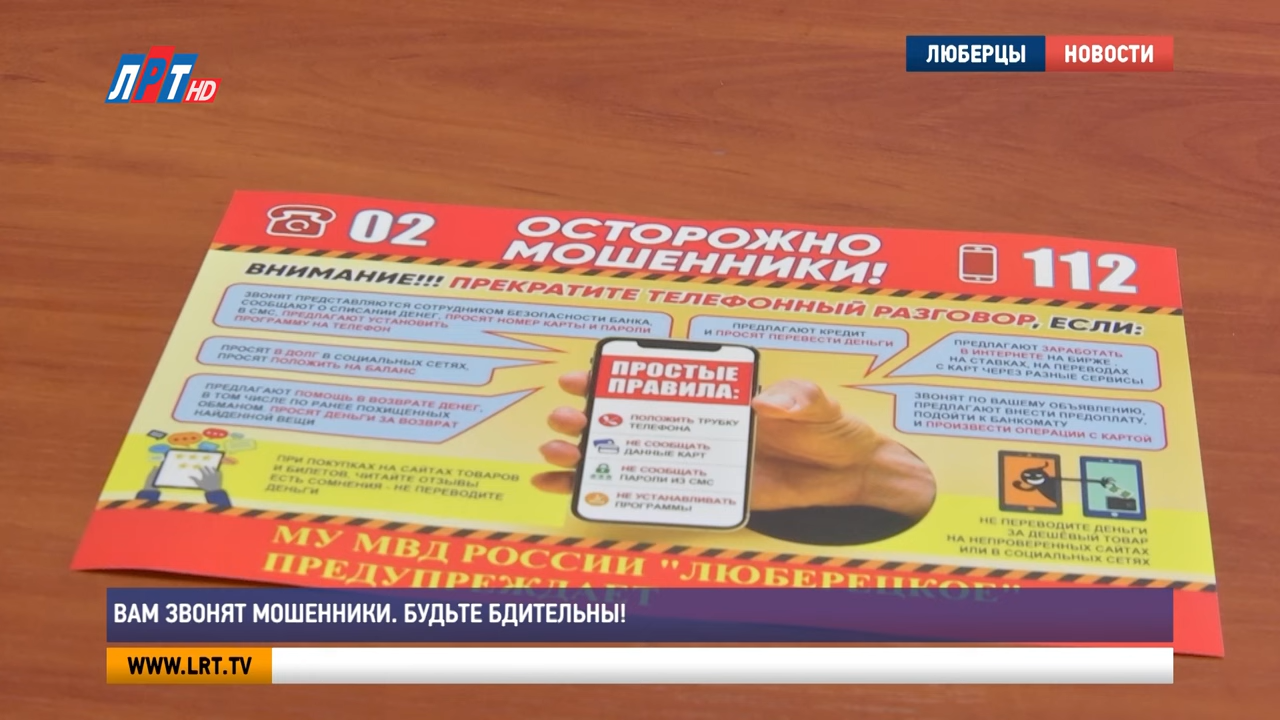 ЛРТ HD
ЛЮБЕРЦЫ НОВОСТИ
02
ОСТОРОЖНО
МОШЕННИКИ!
112
ВНИМАНИЕ!!! ПРЕКРАТИТЕ ТЕЛЕФОННЫЙ РАЗГОВОР, ЕСЛИ:
ЗВОНЯТ ПРЕДСТАВЛЯЮТСЯ СОТРУДНИКОМ БЕЗОПАСНОСТИ БАНКА,
СООБЩАЮТ О СПИСАНИИ ДЕНЕГ, ПРОСЯТ НОМЕР КАРТЫ И ПАРОЛИ
В СМС, ПРЕДЛАГАЮТ УСТАНОВИТЬ
ПРОГРАММУ НА ТЕЛЕФОН
ПРЕДЛАГАЮТ КРЕДИТ
И ПРОСЯТ ПЕРЕВЕСТИ ДЕНЬГИ
ПРЕДЛАГАЮТ ЗАРАБОТАТЬ
В ИНТЕРНЕТЕ НА БИРЖЕ
НА СТАВКАХ, НА ПЕРЕВОДАХ
С КАРТ ЧЕРЕЗ РАЗНЫЕ СЕРВИСЫ
ПРОСЯТ В ДОЛГ В СОЦИАЛЬНЫХ СЕТЯХ,
ПРОСЯТ ПОЛОЖИТЬ НА БАЛАНС
ПРЕДЛАГАЮТ ПОМОЩЬ В ВОЗВРАТЕ ДЕНЕГ,
В ТОМ ЧИСЛЕ ПО РАНЕЕ ПОХИЩЕННЫХ
ОБМАНОМ. ПРОСЯТ ДЕНЬГИ ЗА ВОЗВРАТ
НАЙДЕННОЙ ВЕЩИ
ЗВОНЯТ ПО ВАШЕМУ ОБЪЯВЛЕНИЮ,
ПРЕДЛАГАЮТ ВНЕСТИ ПРЕДОПЛАТУ,
ПОДОЙТИ К БАНКОМАТУ
И ПРОИЗВЕСТИ ОПЕРАЦИИ С КАРТОЙ
ПРОСТЫЕ
ПРАВИЛА:
ПОЛОЖИТЬ ТРУБКУ
ТЕЛЕФОНА
НЕ СООБЩАТЬ
ДАННЫЕ КАРТ
НЕ СООБЩАТЬ
ПАРОЛИ ИЗ СМС
НЕ УСТАНАВЛИВАТЬ
ПРОГРАММЫ
ПРИ ПОКУПКАХ НА САЙТАХ ТОВАРОВ
И БИЛЕТОВ, ЧИТАЙТЕ ОТЗЫВЫ
ЕСТЬ СОМНЕНИЯ - НЕ ПЕРЕВОДИТЕ
ДЕНЬГИ
НЕ ПЕРЕВОДИТЕ ДЕНЬГИ
ЗА ДЕШЁВЫЙ ТОВАР
НА НЕПРОВЕРЕННЫХ САЙТАХ
ИЛИ В СОЦИАЛЬНЫХ СЕТЯХ
МУ МВД РОССИИ "ЛЮБЕРЕЦКОЕ"
ПРЕДУПРЕЖДАЕТ
ВАМ ЗВОНЯТ МОШЕННИКИ. БУДЬТЕ БДИТЕЛЬНЫ!
WWW.LRT.TV